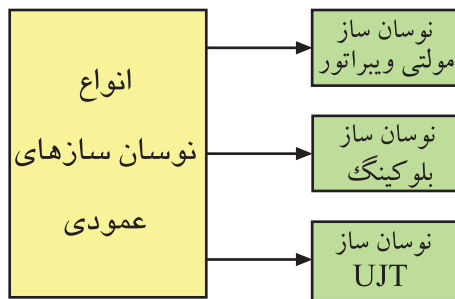 انواع
نوسان سازهای
عمودی
نوسان ساز
مولتی ویبراتور
نوسان ساز
بلوکینگ
نوسان ساز
UJT